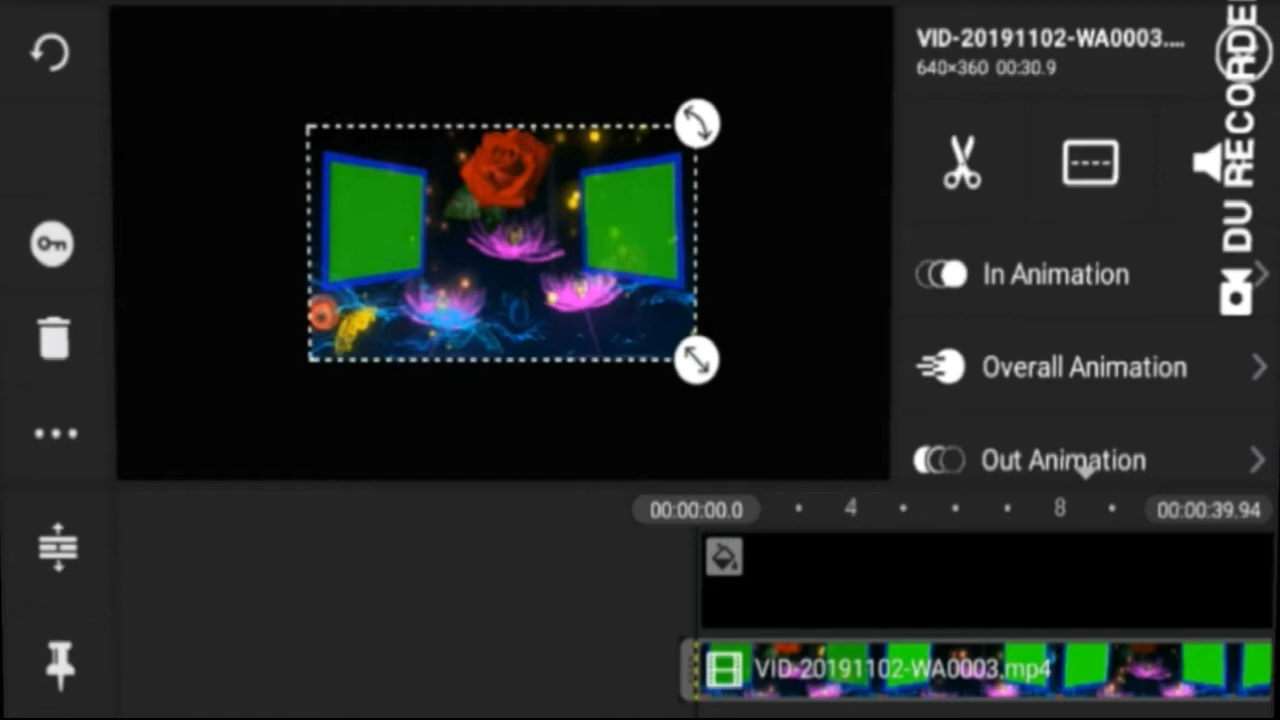 VID-20191102-WA0003....
640×360 00:30.9
DU RECORDE
In Animation
Overall Animation
Out Animation
00:00:00.0
4
8
00:00:39.94
VID-20191102-WA0003.mp4